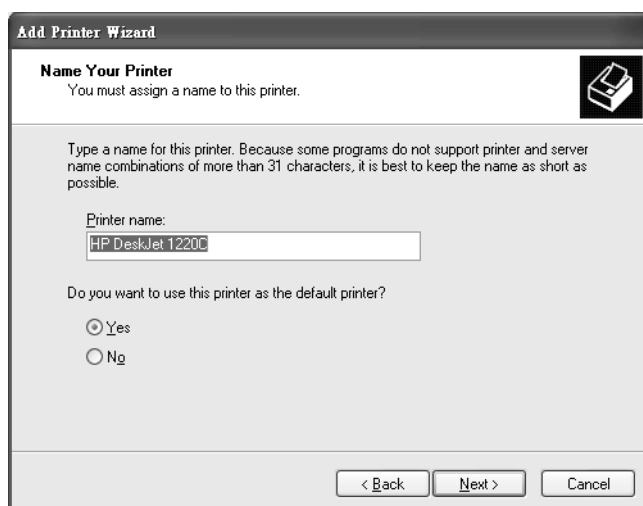 Add Printer Wizard
Name Your Printer
You must assign a name to this printer.
Type a name for this printer. Because some programs do not support printer and server
name combinations of more than 31 characters, it is best to keep the name as short as
possible.
Printer name:
HP DeskJet 1220C
Do you want to use this printer as the default printer?
Yes
No
< Back Next > Cancel